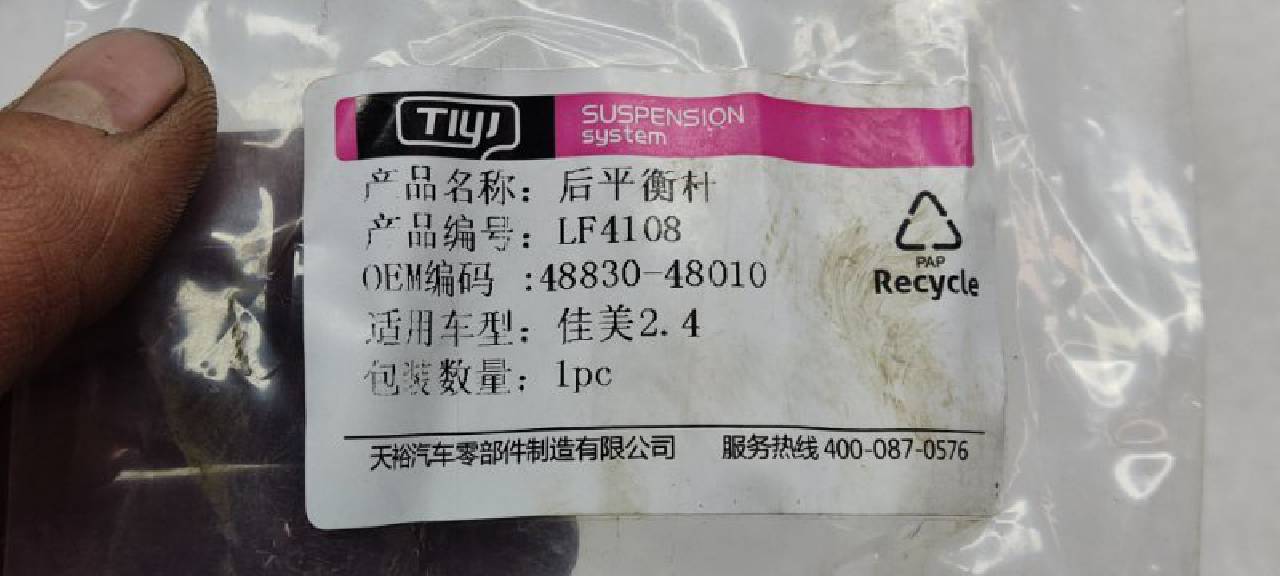 TIYI
SUSPENSION
system
产品名称：后平衡杆
产品编号：LF4108
OEM编码 :48830-48010
适用车型：佳美2.4
包装数量：1pc
PAP
Recycle
天裕汽车零部件制造有限公司 服务热线 400-087-0576